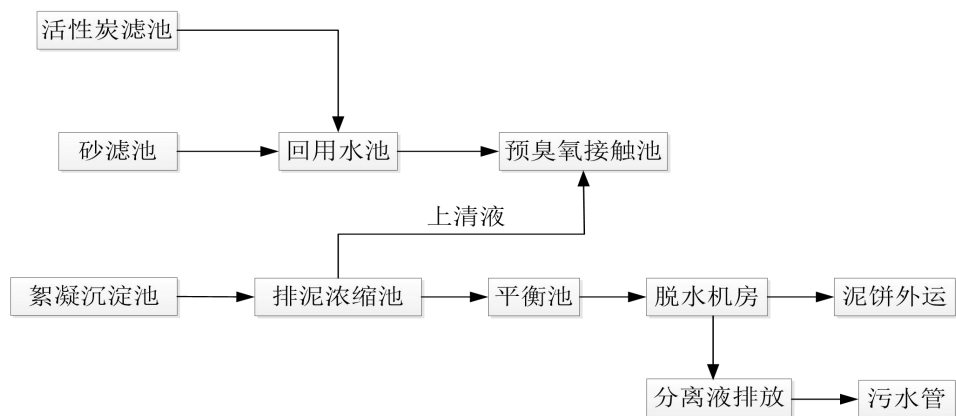 活性炭滤池
砂滤池
回用水池
预臭氧接触池
上清液
絮凝沉淀池
排泥浓缩池
平衡池
脱水机房
泥饼外运
分离液排放
污水管